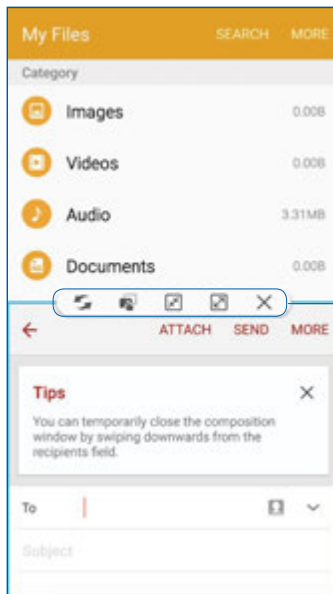 My Files SEARCH MORE
Category
Images 0.00B
Videos 0.00B
Audio 3.31MB
Documents 0.00B
ATTACH SEND MORE
Tips
You can temporarily close the composition
window by swiping downwards from the
recipients field.
To
Subject